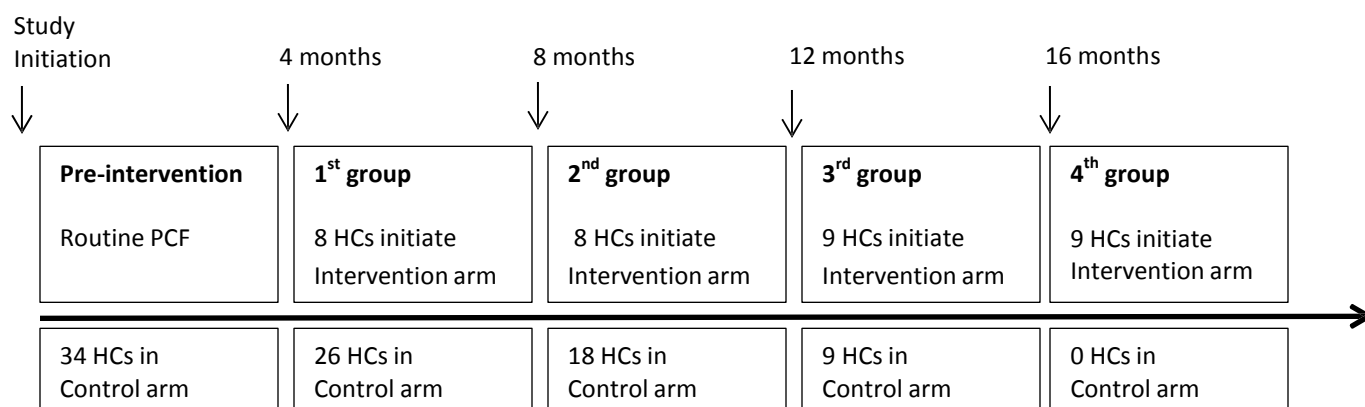 Study
Initiation
4 months
8 months
12 months
16 months
Pre-intervention
Routine PCF
1st group
8 HCs initiate
Intervention arm
2nd group
8 HCs initiate
Intervention arm
3rd group
9 HCs initiate
Intervention arm
4th group
9 HCs initiate
Intervention arm
34 HCs in
Control arm
26 HCs in
Control arm
18 HCs in
Control arm
9 HCs in
Control arm
0 HCs in
Control arm